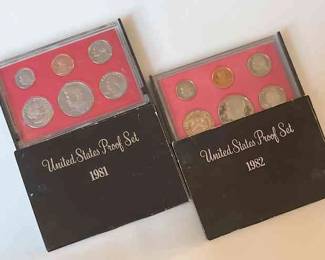 United States Proof Set
1981
United States Proof Set
1982